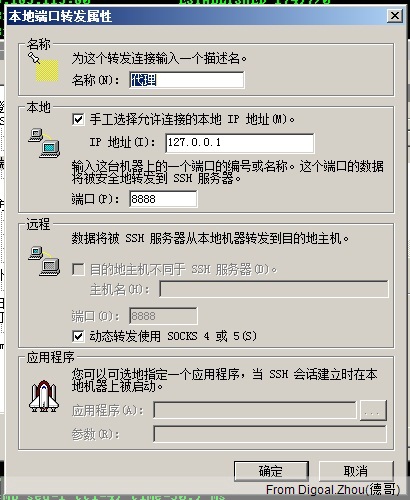 本地端口转发属性
名称
为这个转发连接输入一个描述名。
名称(N):
代理
本地
手工选择允许连接的本地 IP 地址(M)。
IP 地址(I):
127.0.0.1
输入这台机器上的一个端口的编号或名称。这个端口的数据
将被安全地转发到 SSH 服务器。
端口(P):
8888
远程
数据将被 SSH 服务器从本地机器转发到目的地主机。
目的地主机不同于 SSH 服务器(D)。
主机名(H):
端口(O):
8888
动态转发使用 SOCKS 4 或 5(S)
应用程序
您可以可选地指定一个应用程序，当 SSH 会话建立时在本
地机器上被启动。
应用程序(A):
...
参数(R):
确定
取消
From Digoal.Zhou(德哥)